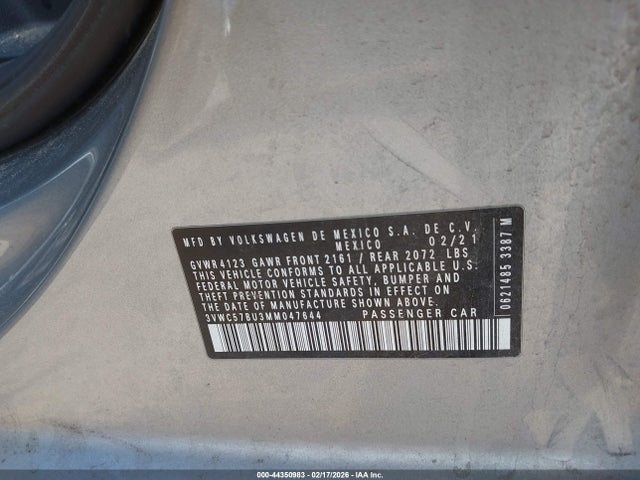 MFD BY VOLKSWAGEN DE MEXICO S.A. DE C.V.
MEXICO 02/21
GVWR 4123 GAWR FRONT 2161 / REAR 2072 LBS
THIS VEHICLE CONFORMS TO ALL APPLICABLE U.S.
FEDERAL MOTOR VEHICLE SAFETY, BUMPER AND
THEFT PREVENTION STANDARDS IN EFFECT ON
THE DATE OF MANUFACTURE SHOWN ABOVE.
3VWC57BU3MM047644 PASSENGER CAR
0621485 3387 M
000-44350983 - 02/17/2026 - IAA Inc.